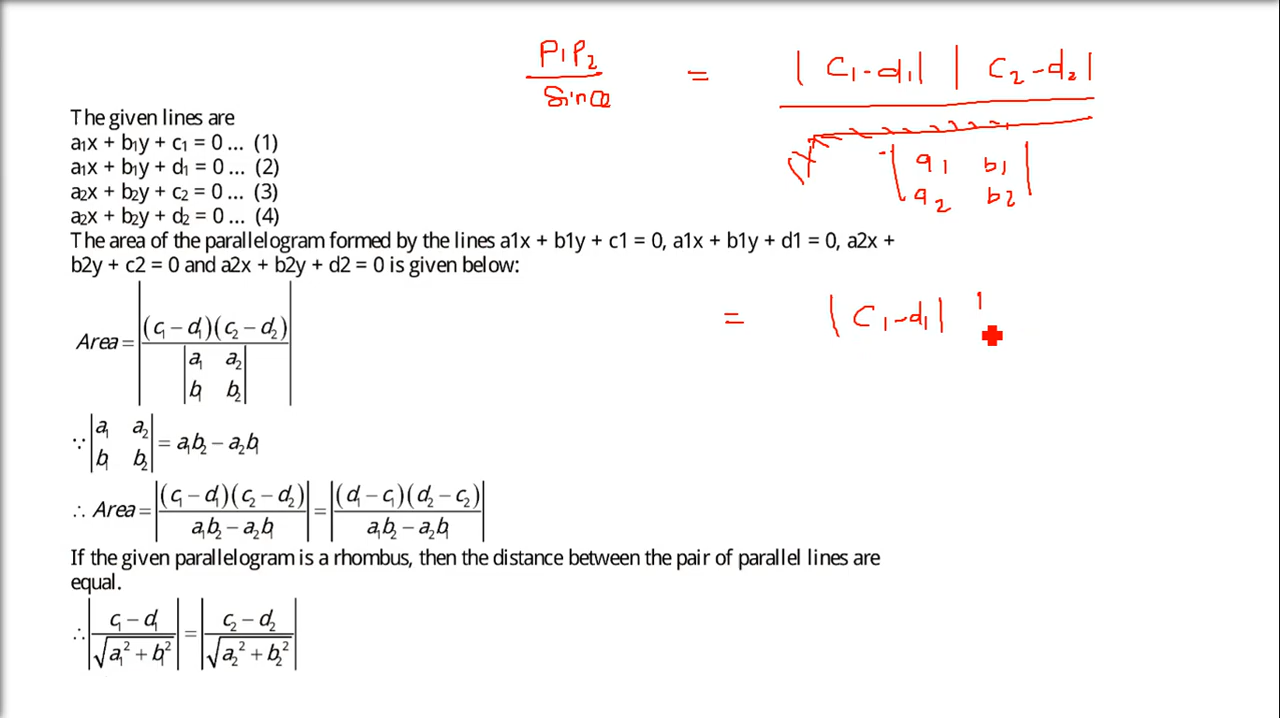 P1P2 / Sinα = |C1-d1| |C2-d2| / |a1 b1|
|a2 b2|
The given lines are
a₁x + b₁y + c₁ = 0 ... (1)
a₁x + b₁y + d₁ = 0 ... (2)
a₂x + b₂y + c₂ = 0 ... (3)
a₂x + b₂y + d₂ = 0 ... (4)
The area of the parallelogram formed by the lines a1x + b1y + c1 = 0, a1x + b1y + d1 = 0, a2x +
b2y + c2 = 0 and a2x + b2y + d2 = 0 is given below:
= |C1-d1| 1
Area = |(c₁ − d₁)(c₂ − d₂) / |a₁ a₂|
|b₁ b₂||
∵ |a₁ a₂|
|b₁ b₂| = a₁b₂ − a₂b₁
∴ Area = |(c₁ − d₁)(c₂ − d₂) / a₁b₂ − a₂b₁| = |(d₁ − c₁)(d₂ − c₂) / a₁b₂ − a₂b₁|
If the given parallelogram is a rhombus, then the distance between the pair of parallel lines are
equal.
∴ |c₁ − d₁ / √a₁² + b₁²| = |c₂ − d₂ / √a₂² + b₂²|